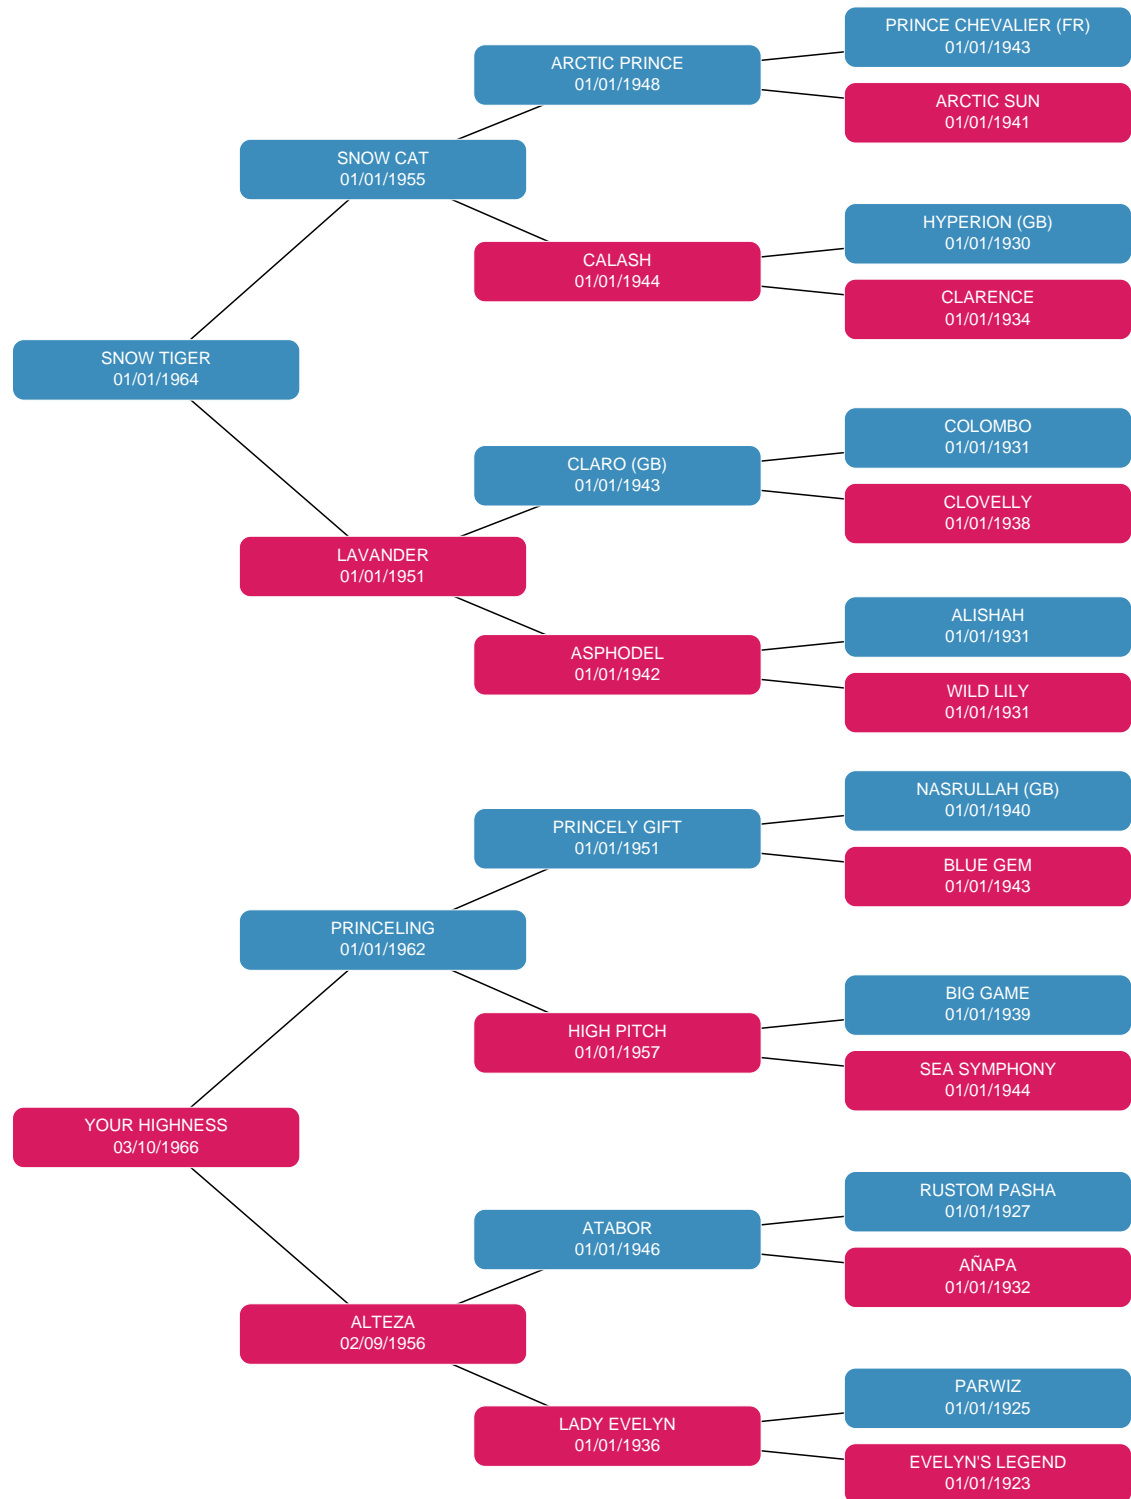 PRINCE CHEVALIER (FR)
01/01/1943
ARCTIC PRINCE
01/01/1948
ARCTIC SUN
01/01/1941
SNOW CAT
01/01/1955
HYPERION (GB)
01/01/1930
CALASH
01/01/1944
CLARENCE
01/01/1934
SNOW TIGER
01/01/1964
COLOMBO
01/01/1931
CLARO (GB)
01/01/1943
CLOVELLY
01/01/1938
LAVANDER
01/01/1951
ALISHAH
01/01/1931
ASPHODEL
01/01/1942
WILD LILY
01/01/1931
NASRULLAH (GB)
01/01/1940
PRINCELY GIFT
01/01/1951
BLUE GEM
01/01/1943
PRINCELING
01/01/1962
BIG GAME
01/01/1939
HIGH PITCH
01/01/1957
SEA SYMPHONY
01/01/1944
YOUR HIGHNESS
03/10/1966
RUSTOM PASHA
01/01/1927
ATABOR
01/01/1946
AÑAPA
01/01/1932
ALTEZA
02/09/1956
PARWIZ
01/01/1925
LADY EVELYN
01/01/1936
EVELYN'S LEGEND
01/01/1923